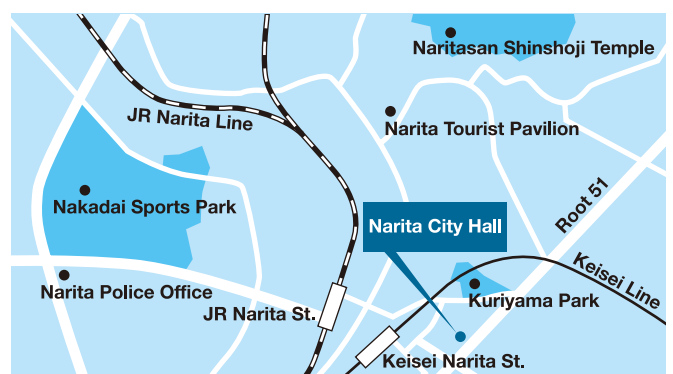 Naritasan Shinshoji Temple
JR Narita Line
Narita Tourist Pavilion
Nakadai Sports Park
Root 51
Narita City Hall
Keisei Line
Narita Police Office
Kuriyama Park
JR Narita St.
Keisei Narita St.